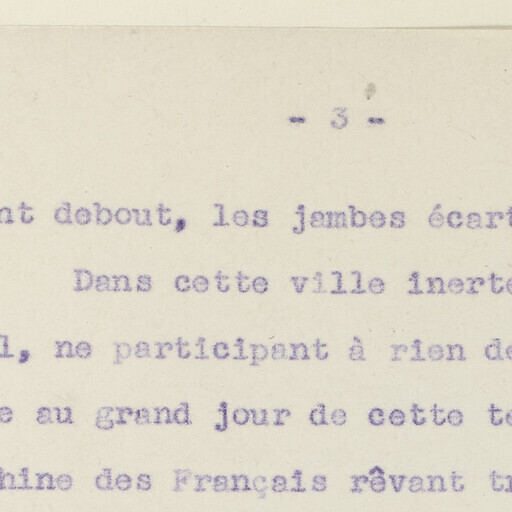 - 3 -
nt debout, les jambes écart
Dans cette ville inerte
l, ne participant à rien de
e au grand jour de cette te
hine des Français rêvant tr